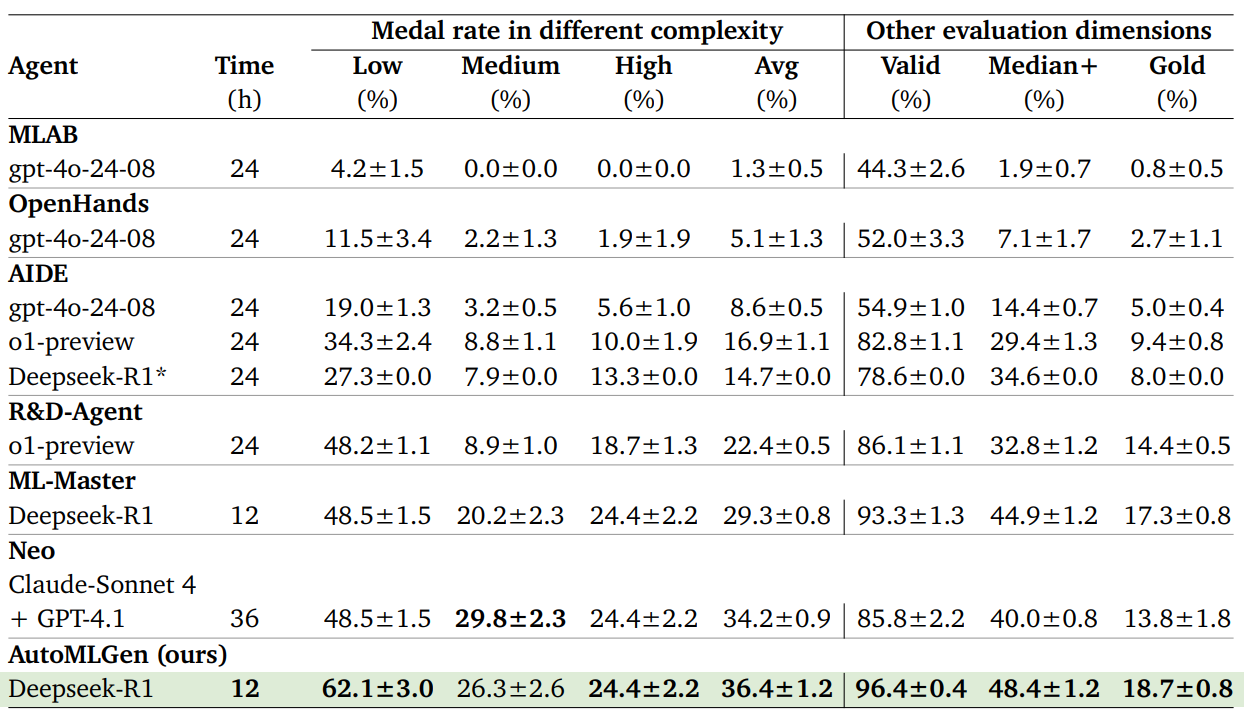 Medal rate in different complexity Other evaluation dimensions
Agent Time Low Medium High Avg Valid Median+ Gold
(h) (%) (%) (%) (%) (%) (%) (%)
MLAB
gpt-4o-24-08 24 4.2±1.5 0.0±0.0 0.0±0.0 1.3±0.5 44.3±2.6 1.9±0.7 0.8±0.5
OpenHands
gpt-4o-24-08 24 11.5±3.4 2.2±1.3 1.9±1.9 5.1±1.3 52.0±3.3 7.1±1.7 2.7±1.1
AIDE
gpt-4o-24-08 24 19.0±1.3 3.2±0.5 5.6±1.0 8.6±0.5 54.9±1.0 14.4±0.7 5.0±0.4
o1-preview 24 34.3±2.4 8.8±1.1 10.0±1.9 16.9±1.1 82.8±1.1 29.4±1.3 9.4±0.8
Deepseek-R1* 24 27.3±0.0 7.9±0.0 13.3±0.0 14.7±0.0 78.6±0.0 34.6±0.0 8.0±0.0
R&D-Agent
o1-preview 24 48.2±1.1 8.9±1.0 18.7±1.3 22.4±0.5 86.1±1.1 32.8±1.2 14.4±0.5
ML-Master
Deepseek-R1 12 48.5±1.5 20.2±2.3 24.4±2.2 29.3±0.8 93.3±1.3 44.9±1.2 17.3±0.8
Neo
Claude-Sonnet 4
+ GPT-4.1 36 48.5±1.5 29.8±2.3 24.4±2.2 34.2±0.9 85.8±2.2 40.0±0.8 13.8±1.8
AutoMLGen (ours)
Deepseek-R1 12 62.1±3.0 26.3±2.6 24.4±2.2 36.4±1.2 96.4±0.4 48.4±1.2 18.7±0.8